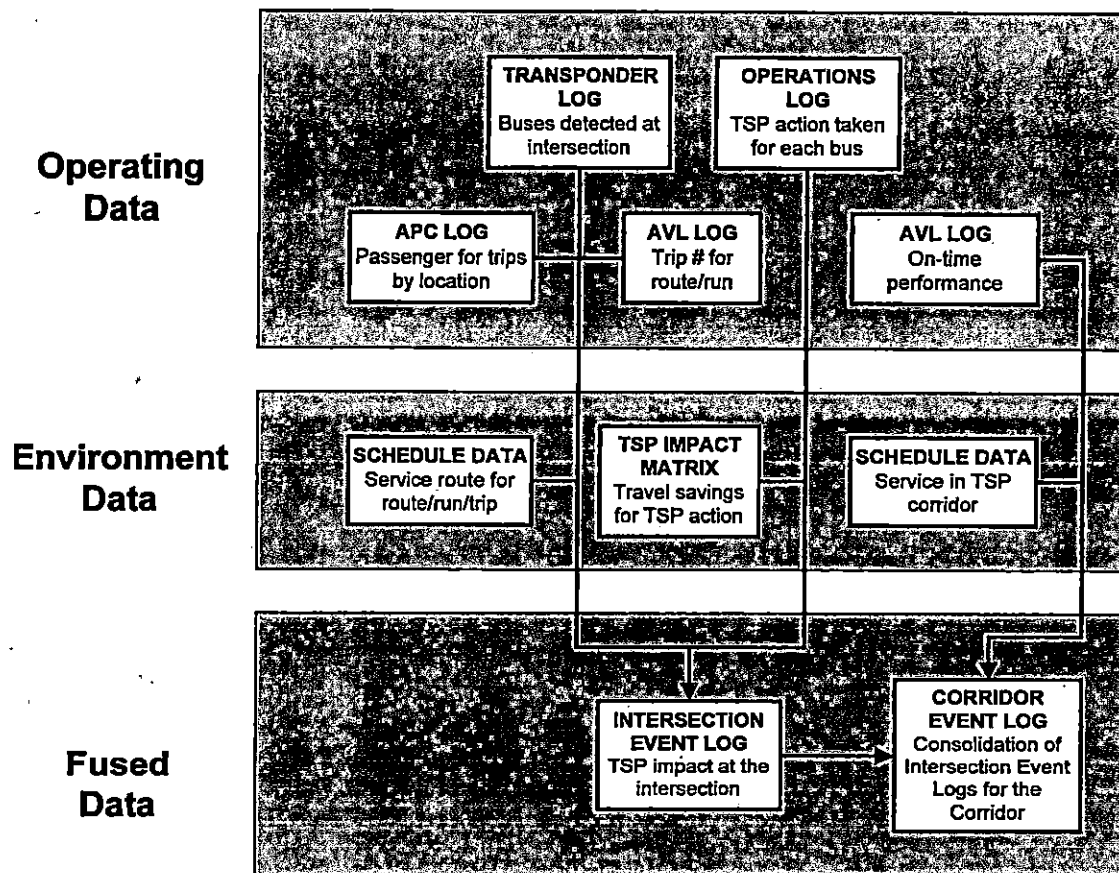 Operating
Data
TRANSPONDER
LOG
Buses detected at
intersection
OPERATIONS
LOG
TSP action taken
for each bus
APC LOG
Passenger for trips
by location
AVL LOG
Trip # for
route/run
AVL LOG
On-time
performance
Environment
Data
SCHEDULE DATA
Service route for
route/run/trip
TSP IMPACT
MATRIX
Travel savings
for TSP action
SCHEDULE DATA
Service in TSP
corridor
Fused
Data
INTERSECTION
EVENT LOG
TSP impact at the
intersection
CORRIDOR
EVENT LOG
Consolidation of
Intersection Event
Logs for the
Corridor